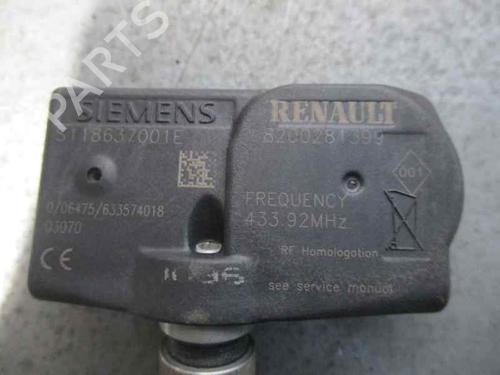 SIEMENS
S118637001E
0/06475/633574018
03070
CE
RENAULT
8200281399
001
FREQUENCY
433.92MHz
RF Homologation
see service manual
B PARTS